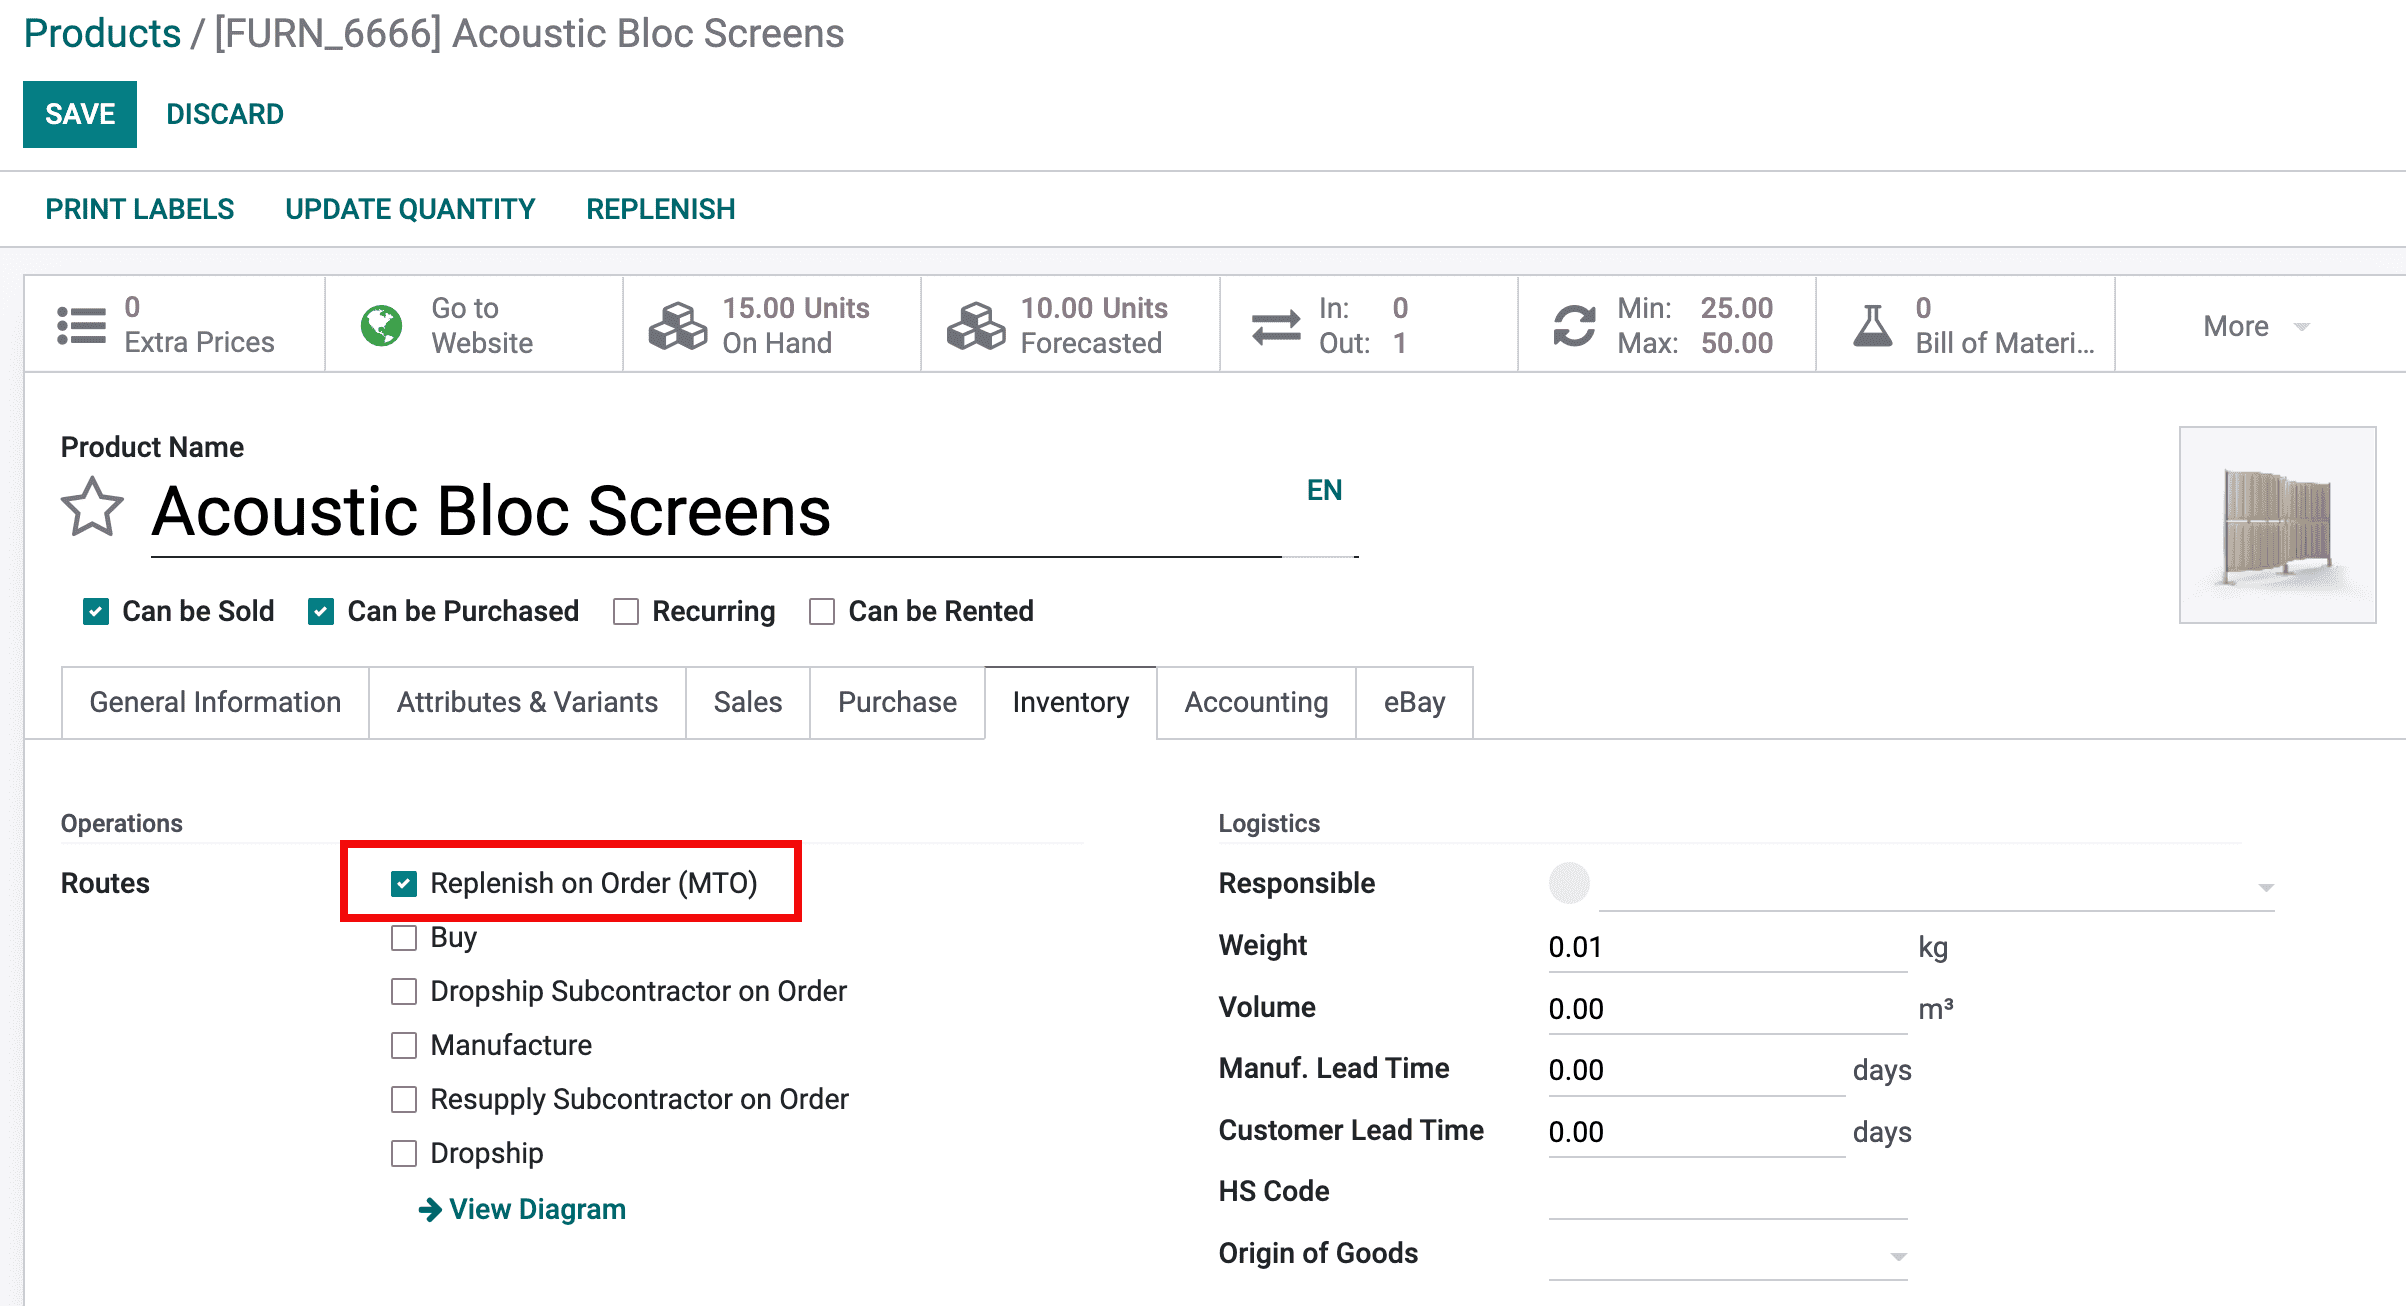 Products / [FURN_6666] Acoustic Bloc Screens
SAVE DISCARD
PRINT LABELS UPDATE QUANTITY REPLENISH
0
Extra Prices
Go to
Website
15.00 Units
On Hand
10.00 Units
Forecasted
In: 0
Out: 1
Min: 25.00
Max: 50.00
0
Bill of Materi...
More
Product Name
Acoustic Bloc Screens
EN
Can be Sold Can be Purchased Recurring Can be Rented
General Information Attributes & Variants Sales Purchase Inventory Accounting eBay
Operations
Routes
Replenish on Order (MTO)
Buy
Dropship Subcontractor on Order
Manufacture
Resupply Subcontractor on Order
Dropship
View Diagram
Logistics
Responsible
Weight 0.01 kg
Volume 0.00 m³
Manuf. Lead Time 0.00 days
Customer Lead Time 0.00 days
HS Code
Origin of Goods